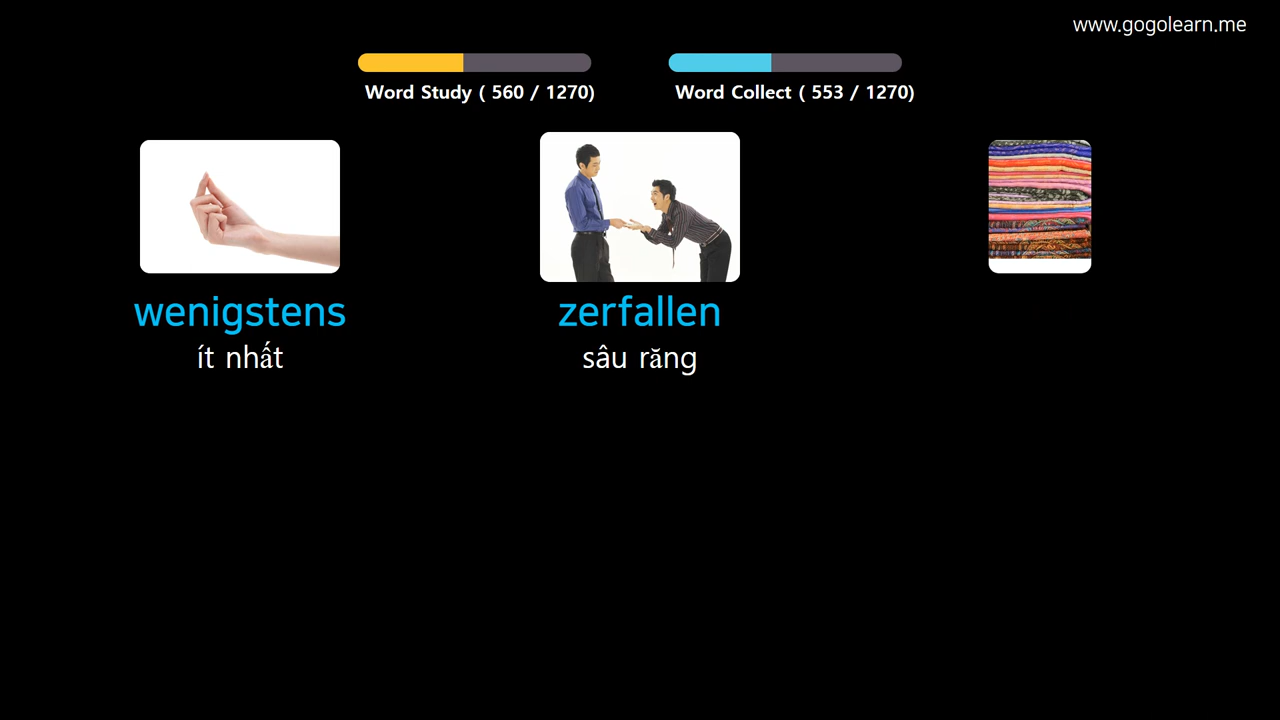 www.gogolearn.me
Word Study ( 560 / 1270)
Word Collect ( 553 / 1270)
wenigstens
ít nhất
zerfallen
sâu răng